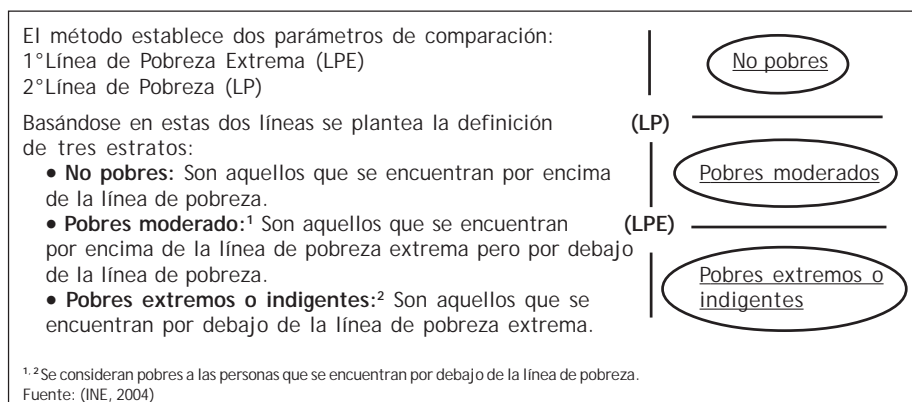 El método establece dos parámetros de comparación:
1°Línea de Pobreza Extrema (LPE)
2°Línea de Pobreza (LP)
Basándose en estas dos líneas se plantea la definición
de tres estratos:
• No pobres: Son aquellos que se encuentran por encima
de la línea de pobreza.
• Pobres moderado:¹ Son aquellos que se encuentran
por encima de la línea de pobreza extrema pero por debajo
de la línea de pobreza.
• Pobres extremos o indigentes:² Son aquellos que se
encuentran por debajo de la línea de pobreza extrema.
No pobres
(LP)
Pobres moderados
(LPE)
Pobres extremos o
indigentes
¹, ² Se consideran pobres a las personas que se encuentran por debajo de la línea de pobreza.
Fuente: (INE, 2004)